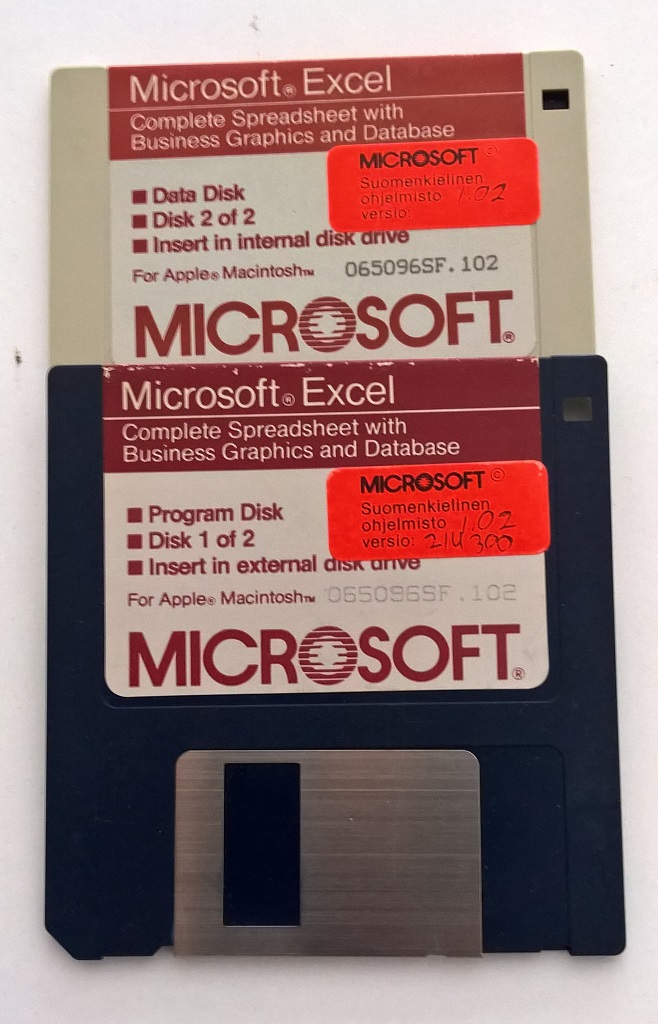 Microsoft® Excel
Complete Spreadsheet with
Business Graphics and Database
MICROSOFT ©
Suomenkielinen
ohjelmisto 1.02
versio:
■ Data Disk
■ Disk 2 of 2
■ Insert in internal disk drive
For Apple® Macintosh™ 065096SF.102
MICROSOFT®
Microsoft® Excel
Complete Spreadsheet with
Business Graphics and Database
MICROSOFT ©
Suomenkielinen
ohjelmisto 1.02
versio:
■ Program Disk
■ Disk 1 of 2
■ Insert in external disk drive
For Apple® Macintosh™ 065096SF.102
MICROSOFT®